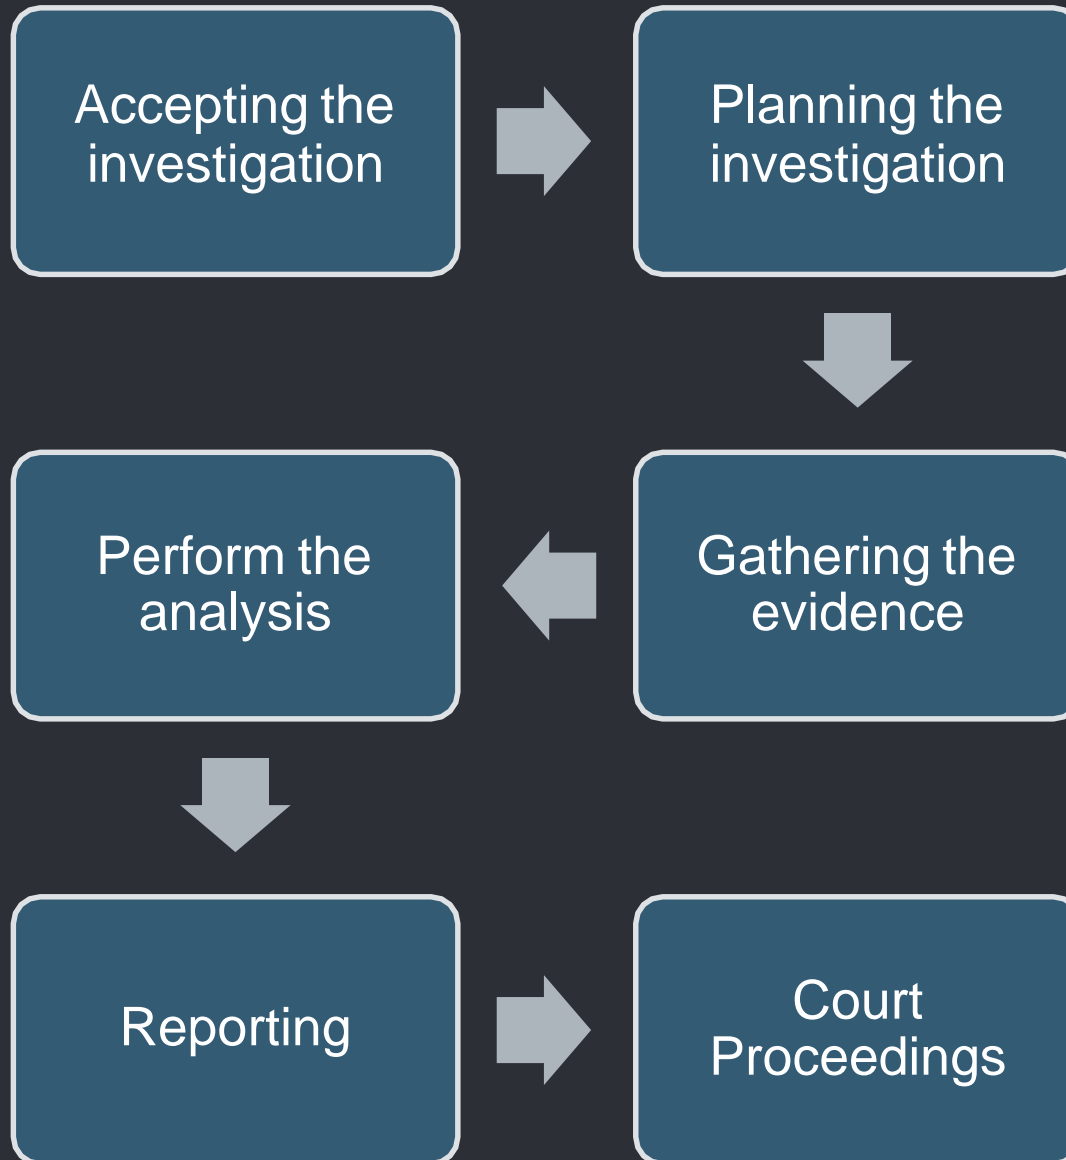 Accepting the
investigation
Planning the
investigation
Gathering the
evidence
Perform the
analysis
Reporting
Court
Proceedings